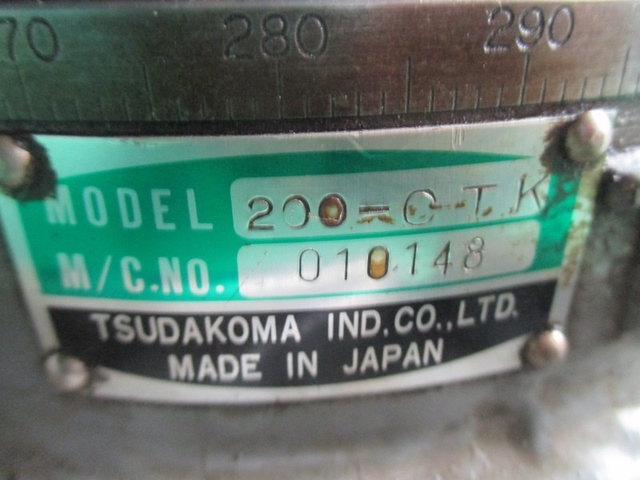 70 280 290
MODEL 200-C T.K
M/C.NO. 010148
TSUDAKOMA IND.CO.,LTD.
MADE IN JAPAN